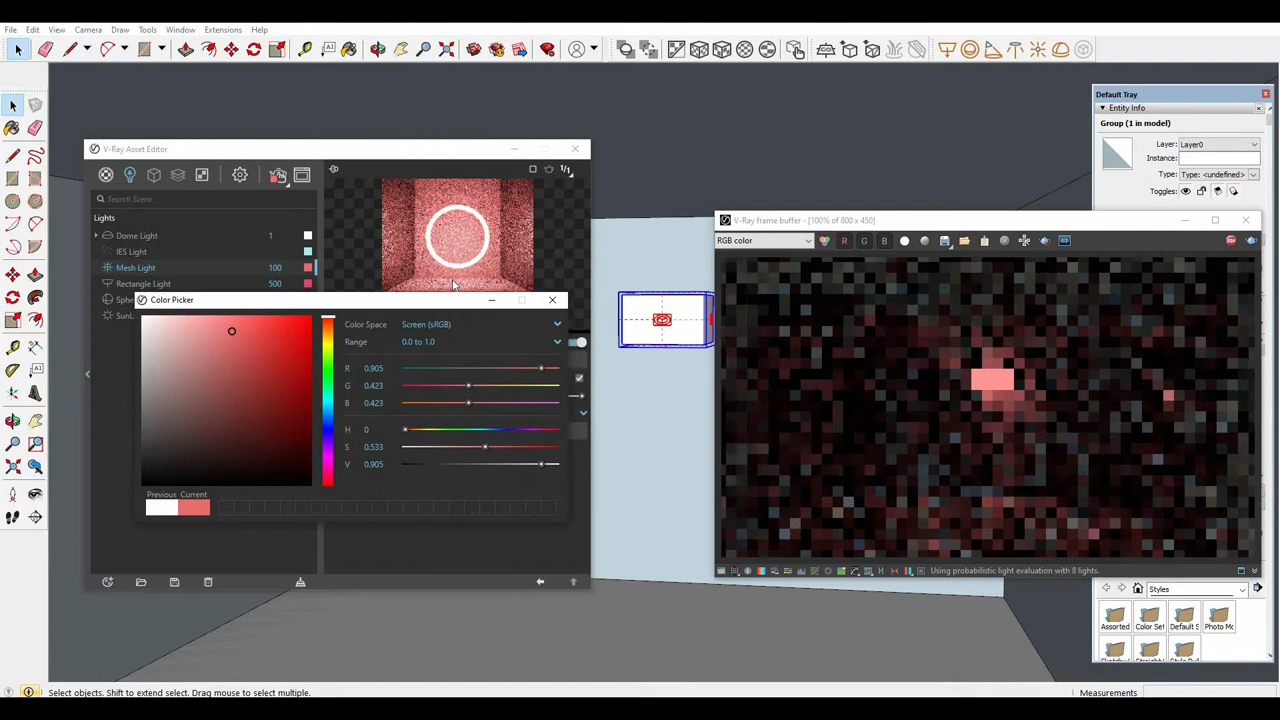 File Edit View Camera Draw Tools Window Extensions Help
Default Tray
Entity Info
Group (1 in model)
Layer: Layer0
Instance:
Type: Type: <undefined>
Toggles:
V-Ray Asset Editor
1/1
Search Scene
Lights
Dome Light 1
IES Light
Mesh Light 100
Rectangle Light 500
Sphe
SunL
Color Picker
Color Space Screen (sRGB)
Range 0.0 to 1.0
R 0.905
G 0.423
B 0.423
H 0
S 0.533
V 0.905
Previous Current
V-Ray frame buffer - [100% of 800 x 450]
RGB color R G B
Using probabilistic light evaluation with 8 lights.
Styles
Assorted Color Set Default S Photo Mo
Select objects. Shift to extend select. Drag mouse to select multiple.
Measurements